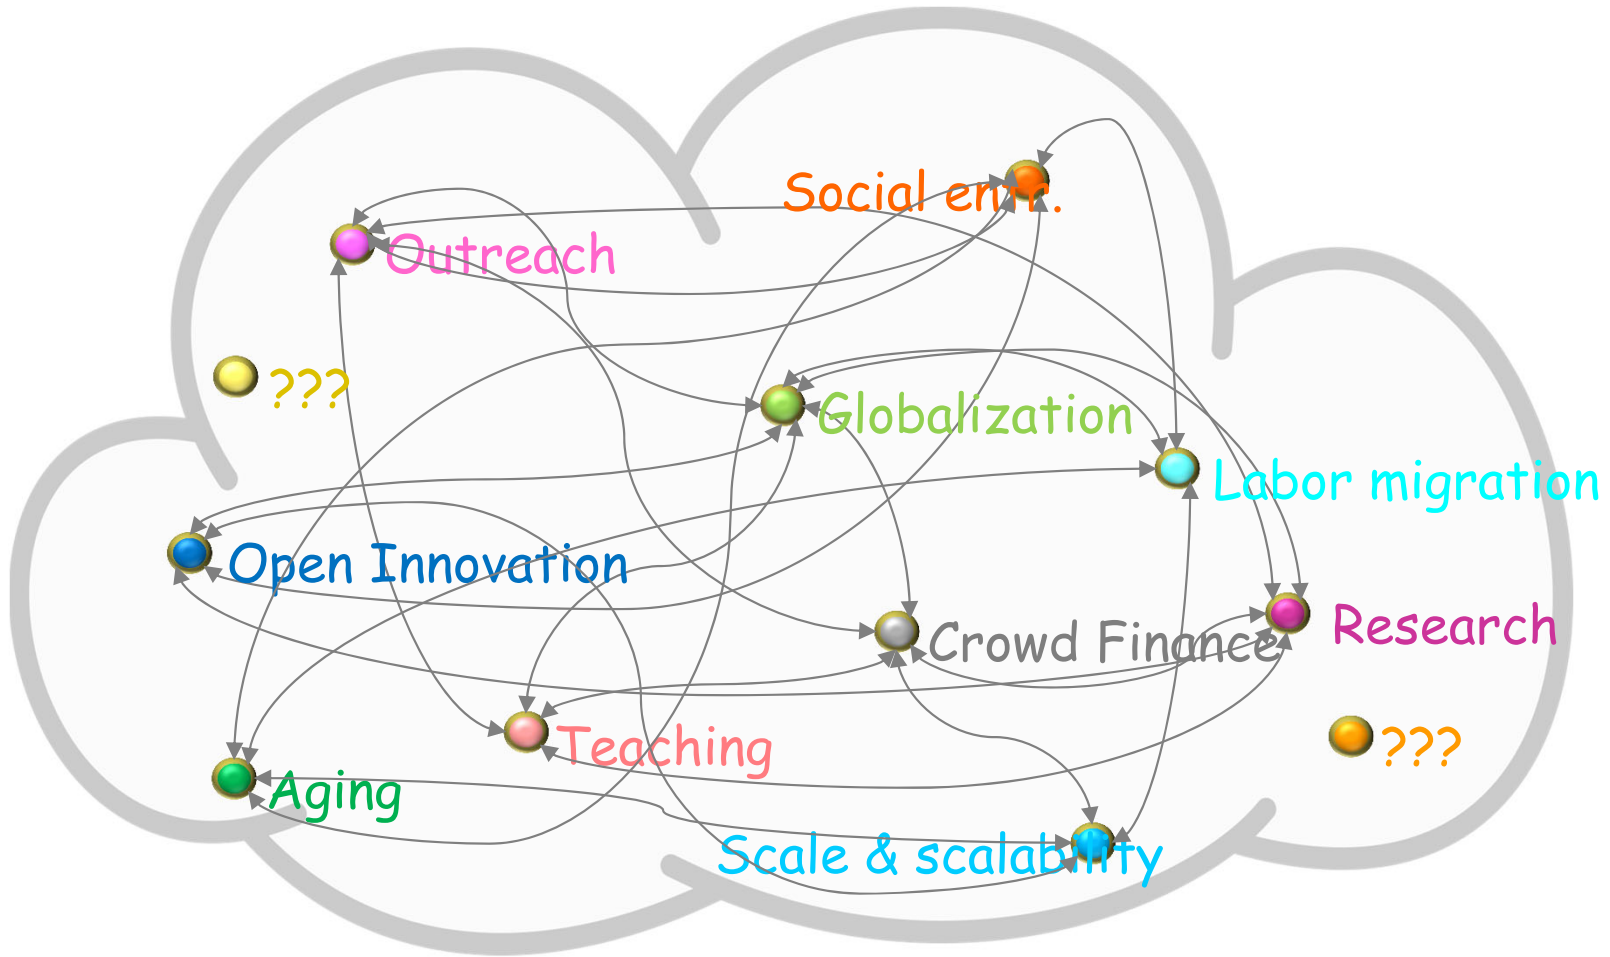 Social entr.
Outreach
???
Globalization
Labor migration
Open Innovation
Crowd Finance
Research
Teaching
???
Aging
Scale & scalability